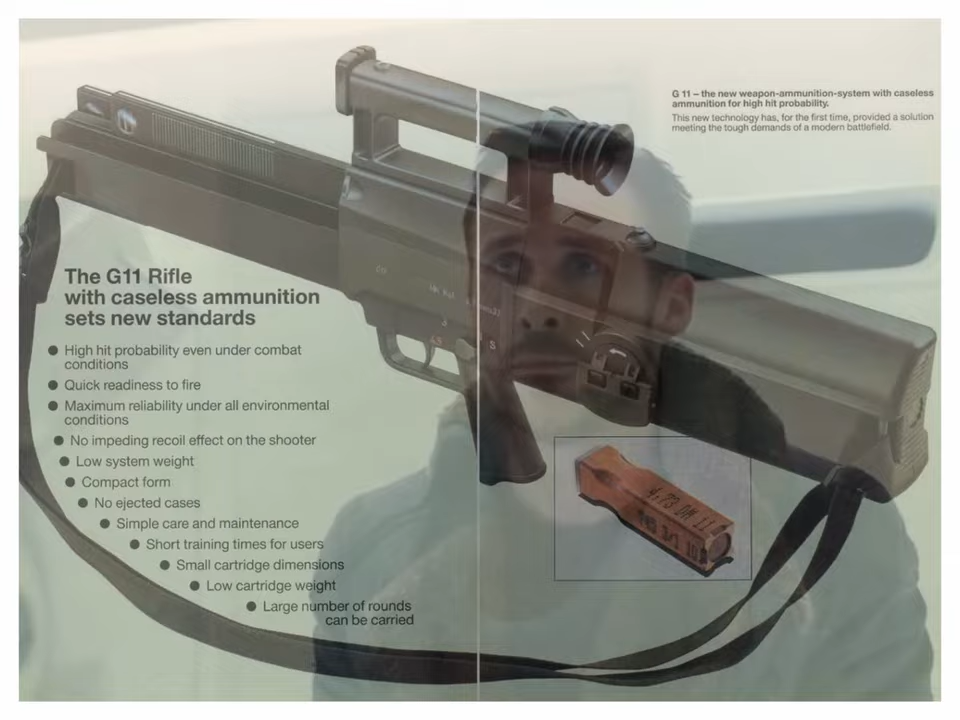 G 11 – the new weapon-ammunition-system with caseless
ammunition for high hit probability.
This new technology has, for the first time, provided a solution
meeting the tough demands of a modern battlefield.
The G11 Rifle
with caseless ammunition
sets new standards
● High hit probability even under combat
conditions
● Quick readiness to fire
● Maximum reliability under all environmental
conditions
● No impeding recoil effect on the shooter
● Low system weight
● Compact form
● No ejected cases
● Simple care and maintenance
● Short training times for users
● Small cartridge dimensions
● Low cartridge weight
● Large number of rounds
can be carried
4,73 DM 11